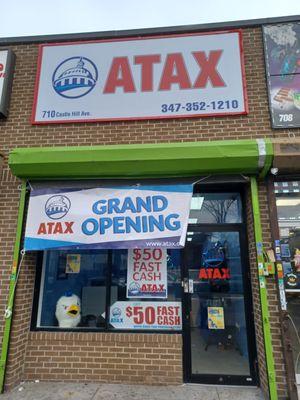 ATAX
710 Castle Hill Ave.
347-352-1210
708
GRAND
OPENING
ATAX
www.atax.c
$50
FAST
CASH
ATAX
ATAX
$50 FAST
CASH
ATAX